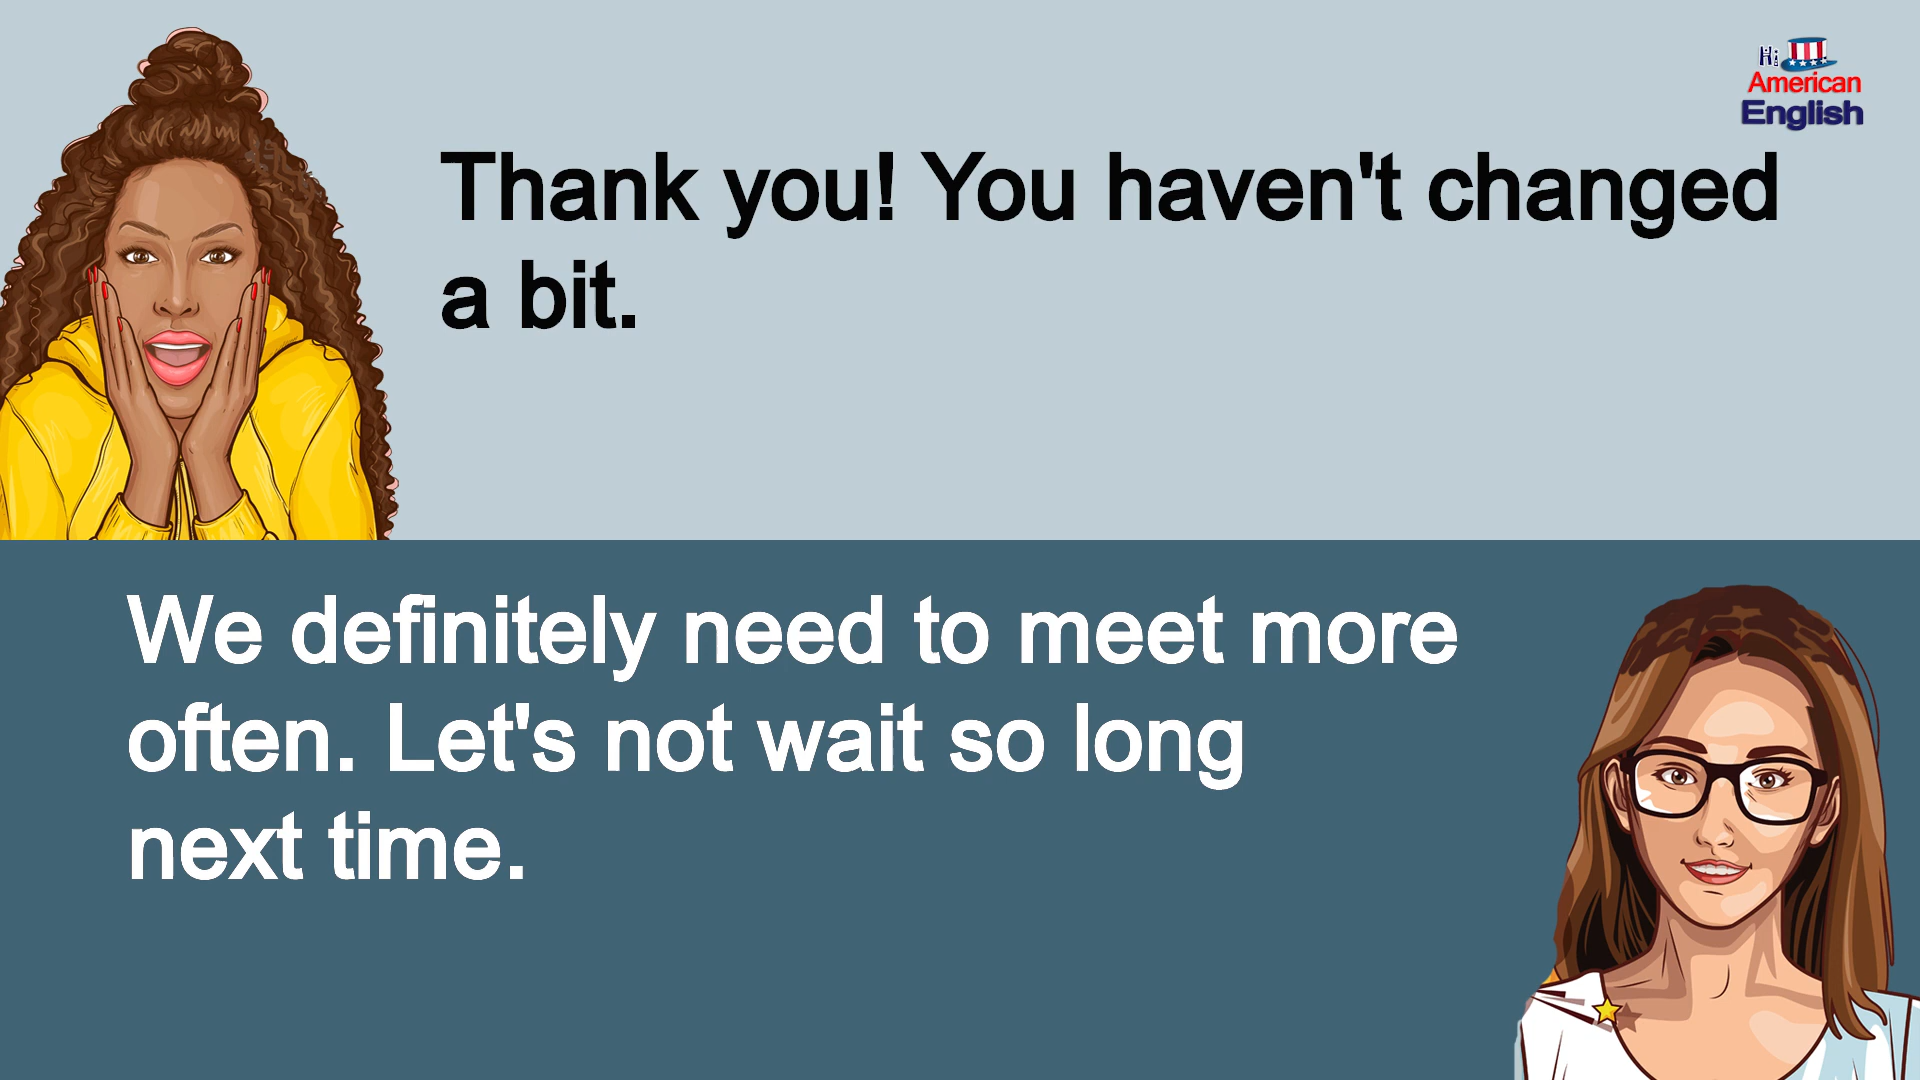 Hi
American
English
Thank you! You haven't changed
a bit.
We definitely need to meet more
often. Let's not wait so long
next time.